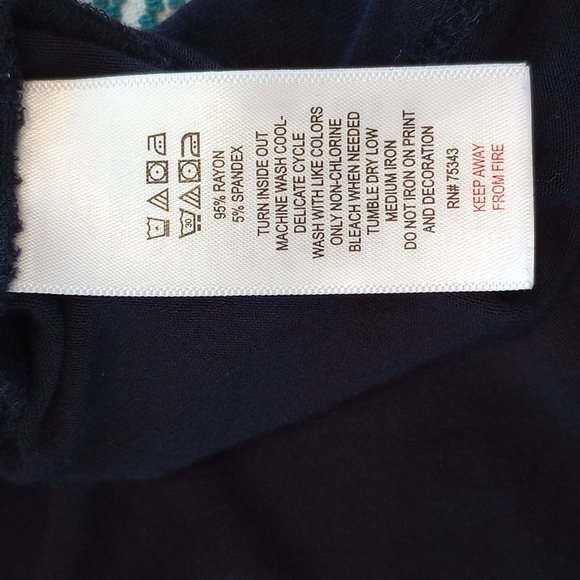 30
95% RAYON
5% SPANDEX
TURN INSIDE OUT
MACHINE WASH COOL-
DELICATE CYCLE
WASH WITH LIKE COLORS
ONLY NON-CHLORINE
BLEACH WHEN NEEDED
TUMBLE DRY LOW
MEDIUM IRON
DO NOT IRON ON PRINT
AND DECORATION
RN# 75343
KEEP AWAY
FROM FIRE